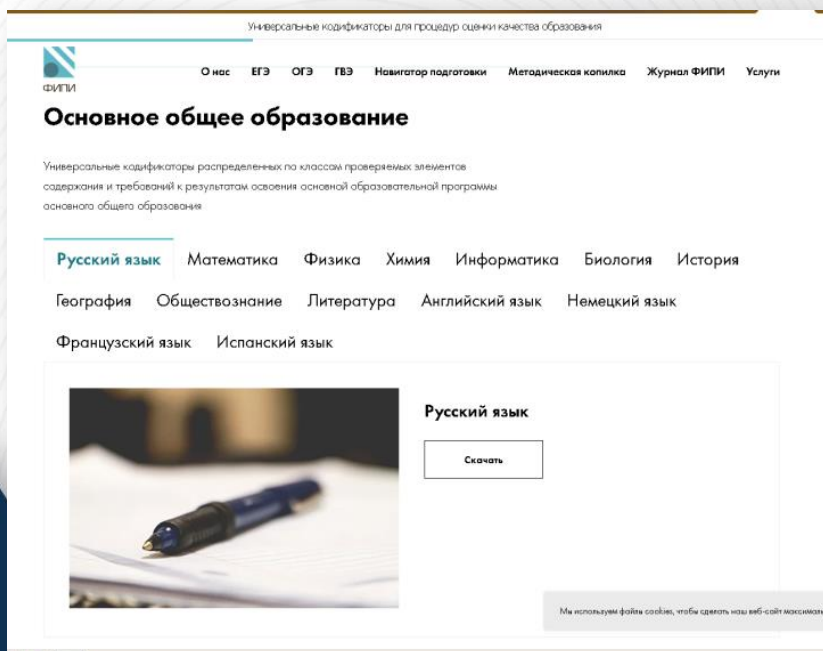 Универсальные кодификаторы для процедур оценки качества образования
ФИПИ
О нас ЕГЭ ОГЭ ГВЭ Навигатор подготовки Методическая копилка Журнал ФИПИ Услуги
Основное общее образование
Универсальные кодификаторы распределенных по классам проверяемых элементов
содержания и требований к результатам освоения основной образовательной программы
основного общего образования
Русский язык Математика Физика Химия Информатика Биология История
География Обществознание Литература Английский язык Немецкий язык
Французский язык Испанский язык
Русский язык
Скачать
Мы используем файлы cookies, чтобы сделать наш веб-сайт максималь